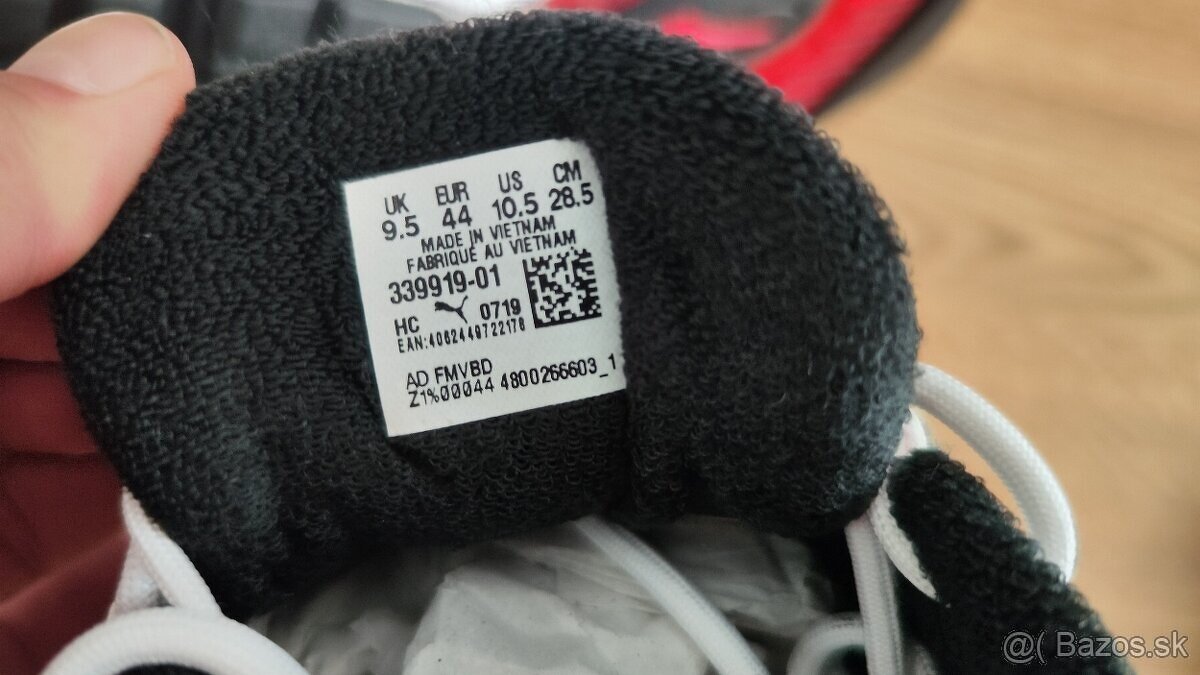 UK EUR US CM
9.5 44 10.5 28.5
MADE IN VIETNAM
FABRIQUÉ AU VIETNAM
339919-01
HC 0719
EAN:4062449722178
AD FMVBD
Z1%00044 4800266603_1
@( Bazos.sk